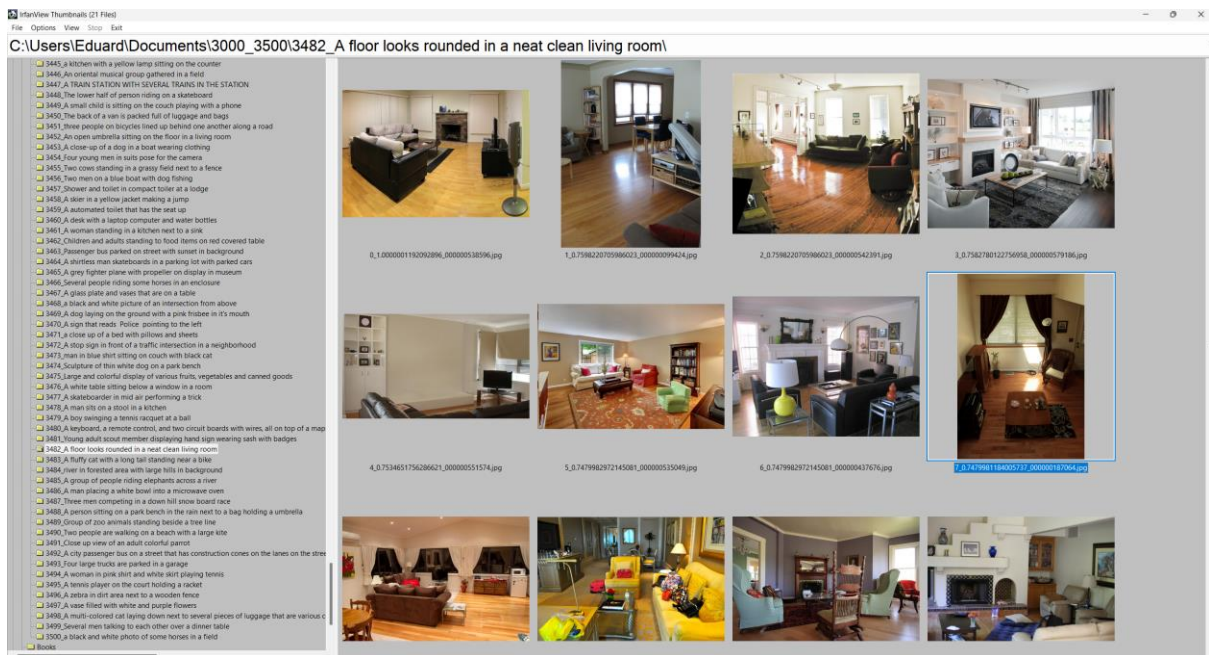 IrfanView Thumbnails (21 Files)
File Options View Stop Exit
C:\Users\Eduard\Documents\3000_3500\3482_A floor looks rounded in a neat clean living room\
3445_a kitchen with a yellow lamp sitting on the counter
3446_An oriental musical group gathered in a field
3447_A TRAIN STATION WITH SEVERAL TRAINS IN THE STATION
3448_The lower half of person riding on a skateboard
3449_A small child is sitting on the couch playing with a phone
3450_The back of a van is packed full of luggage and bags
3451_three people on bicycles lined up behind one another along a road
3452_An open umbrella sitting on the floor in a living room
3453_A close-up of a dog in a boat wearing clothing
3454_Four young men in suits pose for the camera
3455_Two cows standing in a grassy field next to a fence
3456_Two men on a blue boat with dog fishing
3457_Shower and toilet in compact toiler at a lodge
3458_A skier in a yellow jacket making a jump
3459_A automated toilet that has the seat up
3460_A desk with a laptop computer and water bottles
3461_A woman standing in a kitchen next to a sink
3462_Children and adults standing to food items on red covered table
3463_Passenger bus parked on street with sunset in background
3464_A shirtless man skateboards in a parking lot with parked cars
3465_A grey fighter plane with propeller on display in museum
3466_Several people riding some horses in an enclosure
3467_A glass plate and vases that are on a table
3468_a black and white picture of an intersection from above
3469_A dog laying on the ground with a pink frisbee in it's mouth
3470_A sign that reads Police pointing to the left
3471_a close up of a bed with pillows and sheets
3472_A stop sign in front of a traffic intersection in a neighborhood
3473_man in blue shirt sitting on couch with black cat
3474_Sculpture of thin white dog on a park bench
3475_Large and colorful display of various fruits, vegetables and canned goods
3476_A white table sitting below a window in a room
3477_A skateboarder in mid air performing a trick
3478_A man sits on a stool in a kitchen
3479_A boy swinging a tennis racquet at a ball
3480_A keyboard, a remote control, and two circuit boards with wires, all on top of a map
3481_Young adult scout member displaying hand sign wearing sash with badges
3482_A floor looks rounded in a neat clean living room
3483_A fluffy cat with a long tail standing near a bike
3484_river in forested area with large hills in background
3485_A group of people riding elephants across a river
3486_A man placing a white bowl into a microwave oven
3487_Three men competing in a down hill snow board race
3488_A person sitting on a park bench in the rain next to a bag holding a umbrella
3489_Group of zoo animals standing beside a tree line
3490_Two people are walking on a beach with a large kite
3491_Close up view of an adult colorful parrot
3492_A city passenger bus on a street that has construction cones on the lanes on the stree
3493_Four large trucks are parked in a garage
3494_A woman in pink shirt and white skirt playing tennis
3495_A tennis player on the court holding a racket
3496_A zebra in dirt area next to a wooden fence
3497_A vase filled with white and purple flowers
3498_A multi-colored cat laying down next to several pieces of luggage that are various c
3499_Several men talking to each other over a dinner table
3500_a black and white photo of some horses in a field
Books
0_1.0000001192092896_000000538596.jpg
1_0.7598220705986023_000000099424.jpg
2_0.7598220705986023_000000542391.jpg
3_0.7582780122756958_000000579186.jpg
4_0.7534651756286621_000000551574.jpg
5_0.7479982972145081_000000535049.jpg
6_0.7479982972145081_000000437676.jpg
7_0.7479981184005737_000000187064.jpg